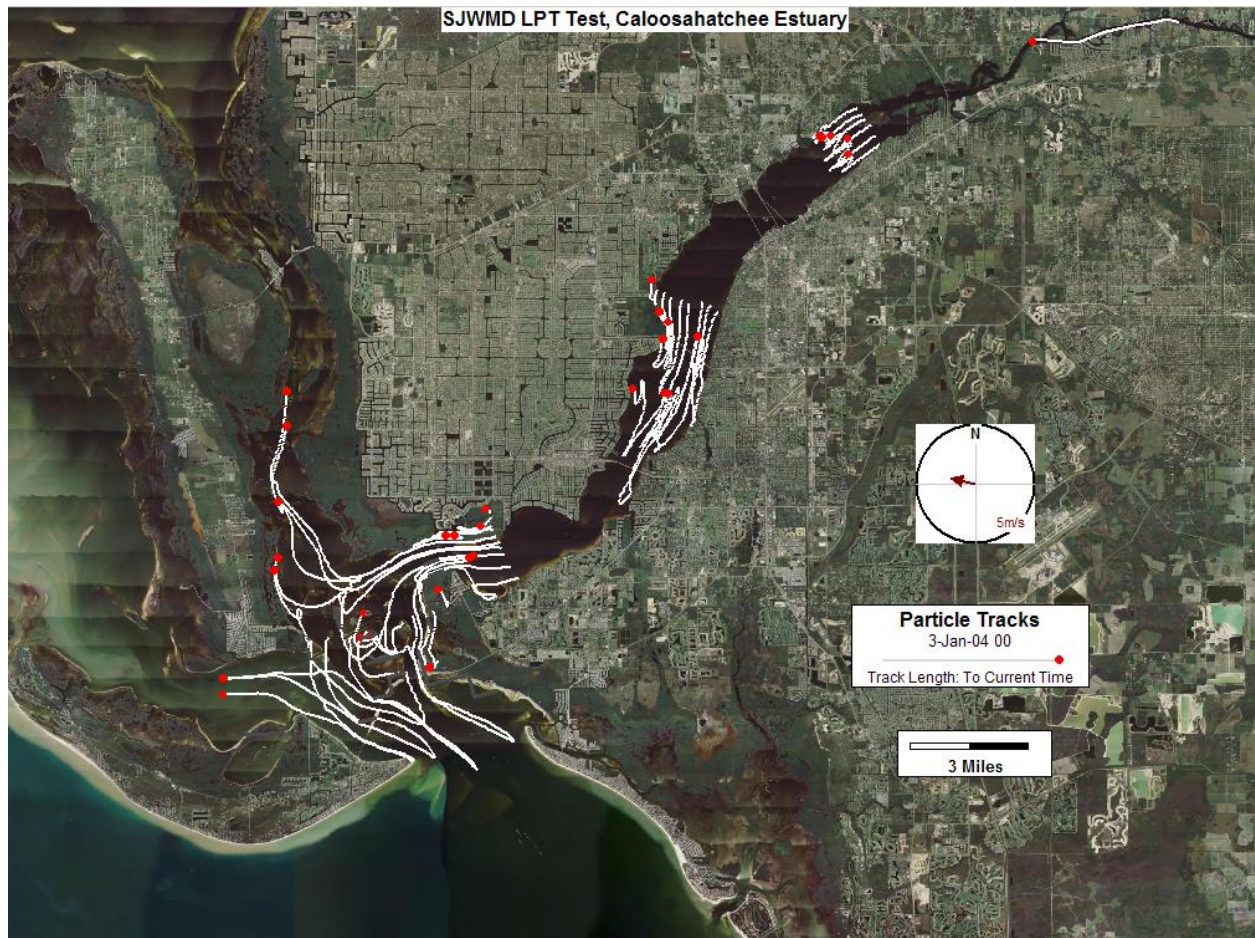 SJWMD LPT Test, Caloosahatchee Estuary
N
5m/s
Particle Tracks
3-Jan-04 00
Track Length: To Current Time
3 Miles